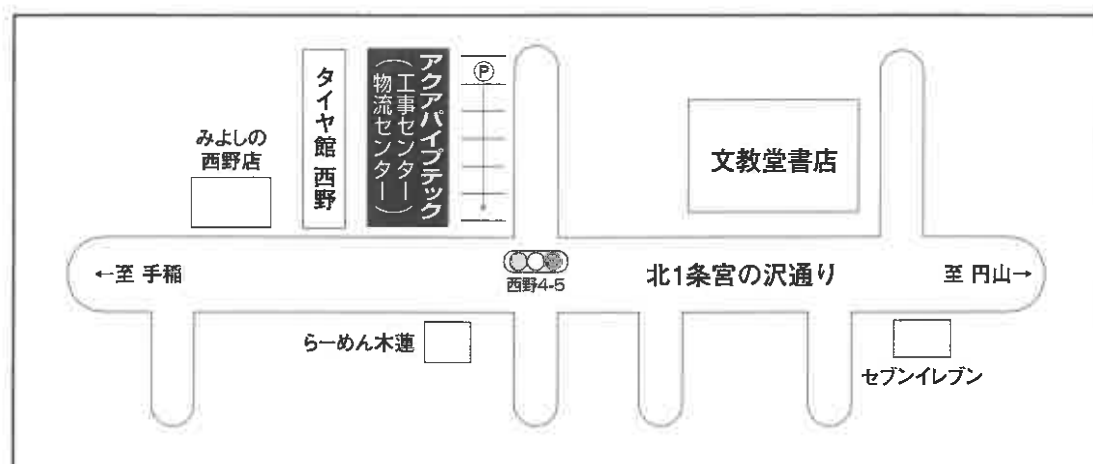 みよしの
西野店
タイヤ館 西野
アクアパイプテック
(工事センター)
(物流センター)
P
文教堂書店
←至 手稲
西野4-5
北1条宮の沢通り
至 円山→
らーめん木蓮
セブンイレブン